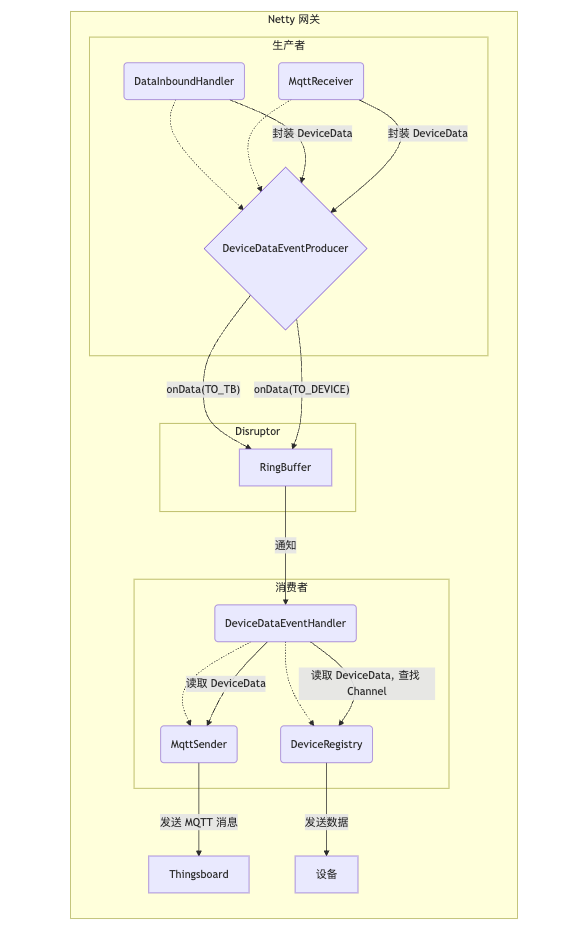 Netty 网关
生产者
DataInboundHandler
MqttReceiver
封装 DeviceData
封装 DeviceData
DeviceDataEventProducer
onData(TO_TB)
onData(TO_DEVICE)
Disruptor
RingBuffer
通知
消费者
DeviceDataEventHandler
读取 DeviceData
读取 DeviceData, 查找
Channel
MqttSender
DeviceRegistry
发送 MQTT 消息
发送数据
Thingsboard
设备